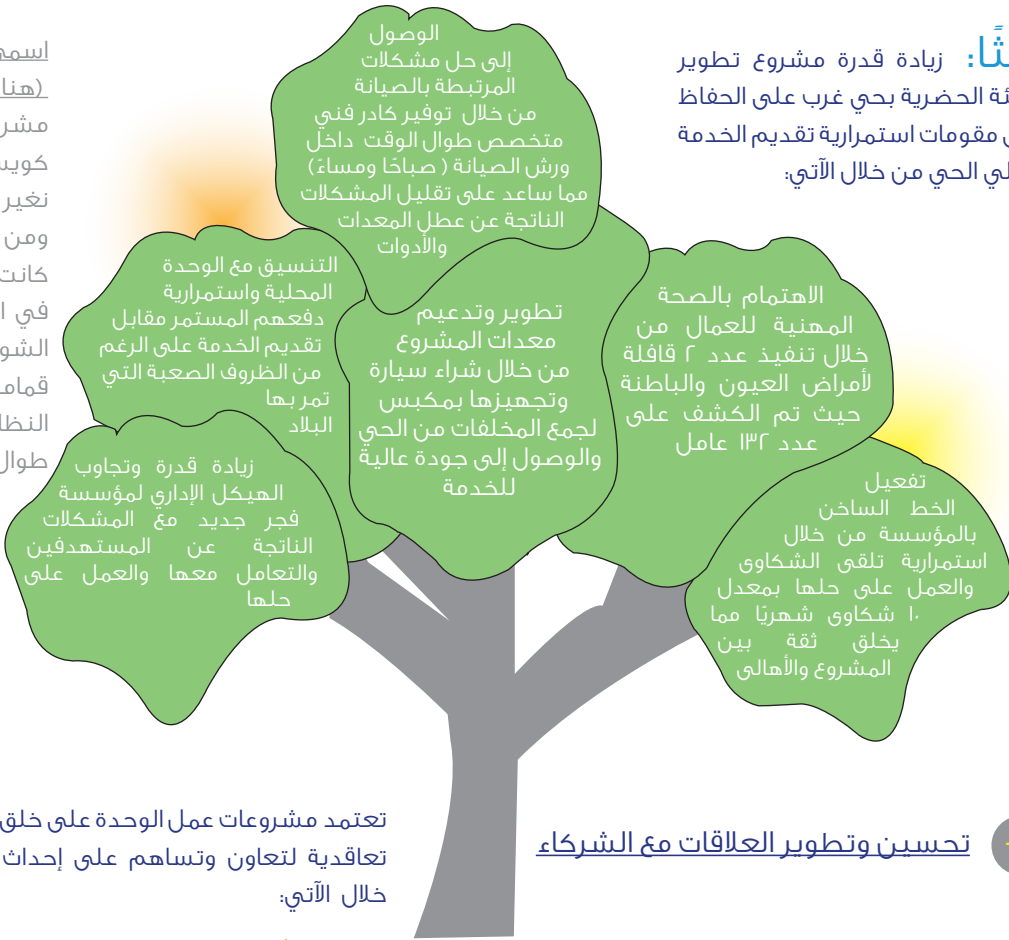 زيادة قدرة مشروع تطوير
الحضرية بحي غرب على الحفاظ
مقومات استمرارية تقديم الخدمة
الحي من خلال الآتي:
الوصول
إلى حل مشكلات
المرتبطة بالصيانة
من خلال توفير كادر فني
متخصص طوال الوقت داخل
ورش الصيانة ( صباحًا ومساءً)
مما ساعد على تقليل المشكلات
الناتجة عن عطل المعدات
والأدوات
الاهتمام بالصحة
المهنية للعمال من
خلال تنفيذ عدد ٢ قافلة
لأمراض العيون والباطنة
حيث تم الكشف على
عدد ١٣٢ عامل
تطوير وتدعيم
معدات المشروع
من خلال شراء سيارة
وتجهيزها بمكبس
لجمع المخلفات من الحي
والوصول إلى جودة عالية
للخدمة
التنسيق مع الوحدة
المحلية واستمرارية
دفعهم المستمر مقابل
تقديم الخدمة على الرغم
من الظروف الصعبة التي
تمر بها
البلاد
تفعيل
الخط الساخن
بالمؤسسة من خلال
استمرارية تلقى الشكاوى
والعمل على حلها بمعدل
١٠ شكاوى شهريًا مما
يخلق ثقة بين
المشروع والأهالى
زيادة قدرة وتجاوب
الهيكل الإداري لمؤسسة
فجر جديد مع المشكلات
الناتجة عن المستهدفين
والتعامل معها والعمل على
حلها
كانت
ومن
نغير
طوال
تحسين وتطوير العلاقات مع الشركاء
تعتمد مشروعات عمل الوحدة على خلق
تعاقدية لتعاون وتساهم على إحداث
خلال الآتي: